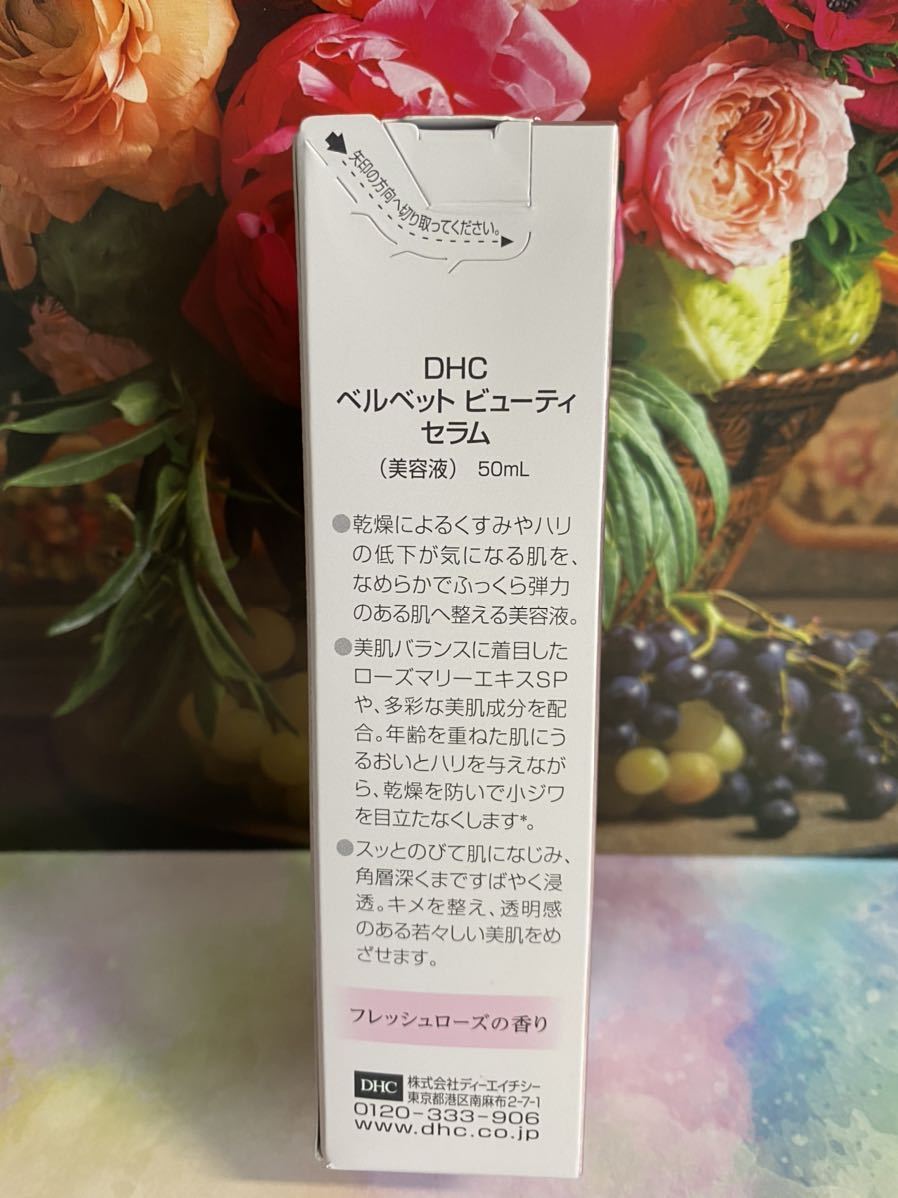 矢印の方向へ切り取ってください。
DHC
ベルベット ビューティ
セラム
（美容液） 50mL
●乾燥によるくすみやハリ
の低下が気になる肌を、
なめらかでふっくら弾力
のある肌へ整える美容液。
●美肌バランスに着目した
ローズマリーエキスSP
や、多彩な美肌成分を配
合。年齢を重ねた肌にう
るおいとハリを与えなが
ら、乾燥を防いで小ジワ
を目立たなくします*。
●スッとのびて肌になじみ、
角層深くまですばやく浸
透。キメを整え、透明感
のある若々しい美肌をめ
ざせます。
フレッシュローズの香り
DHC 株式会社ディーエイチシー
東京都港区南麻布2-7-1
0120-333-906
www.dhc.co.jp